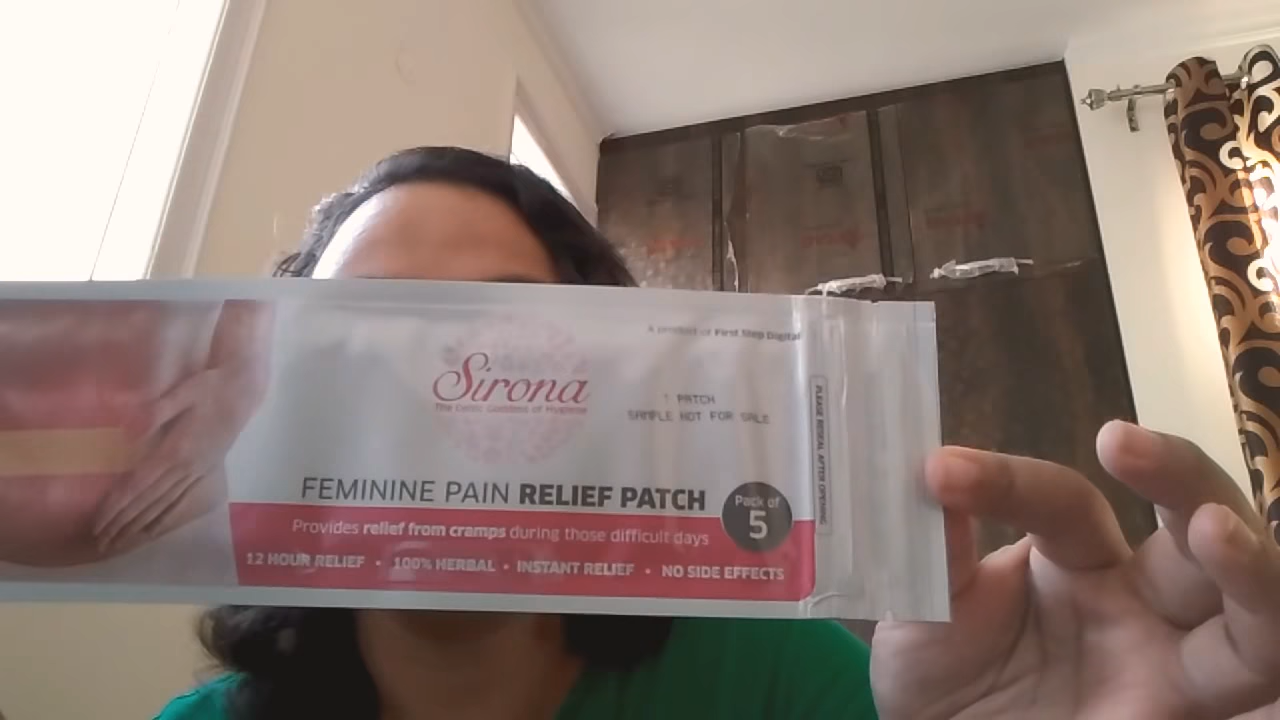 A product of First Step Digital
Sirona
The Celtic Goddess of Hygiene
1 PATCH
SAMPLE NOT FOR SALE
FEMININE PAIN RELIEF PATCH
Pack of
5
Provides relief from cramps during those difficult days
12 HOUR RELIEF • 100% HERBAL • INSTANT RELIEF • NO SIDE EFFECTS
PLEASE RESEAL AFTER OPENING